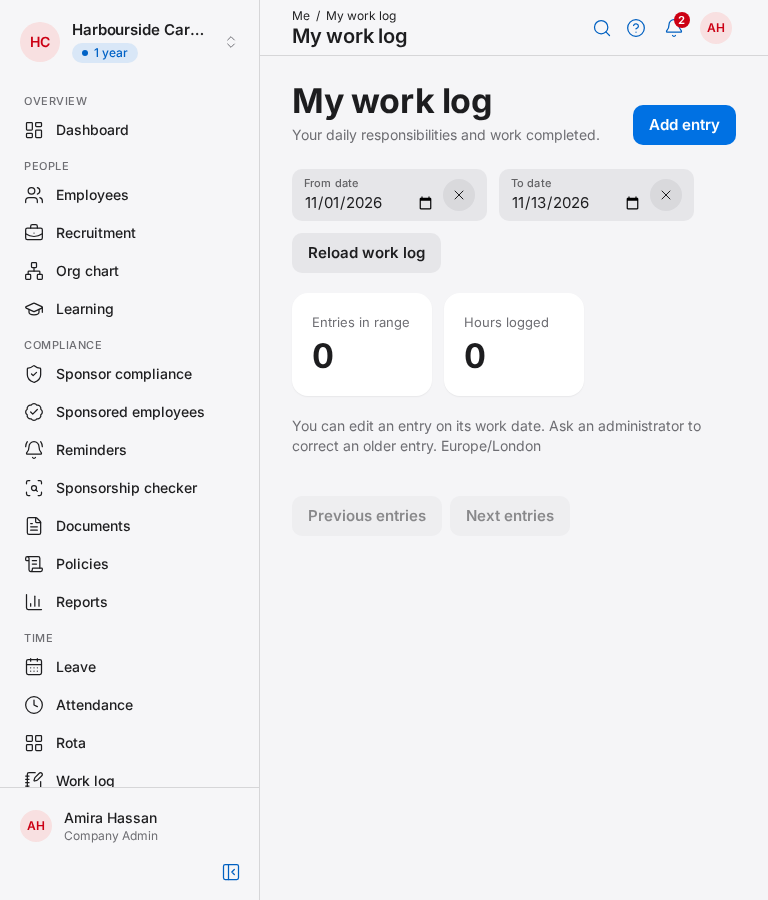 HC
Harbourside Car...
1 year
OVERVIEW
Dashboard
PEOPLE
Employees
Recruitment
Org chart
Learning
COMPLIANCE
Sponsor compliance
Sponsored employees
Reminders
Sponsorship checker
Documents
Policies
Reports
TIME
Leave
Attendance
Rota
Work log
AH
Amira Hassan
Company Admin
Me / My work log
My work log
2
AH
My work log
Your daily responsibilities and work completed.
Add entry
From date
11/01/2026
To date
11/13/2026
Reload work log
Entries in range
0
Hours logged
0
You can edit an entry on its work date. Ask an administrator to
correct an older entry. Europe/London
Previous entries
Next entries